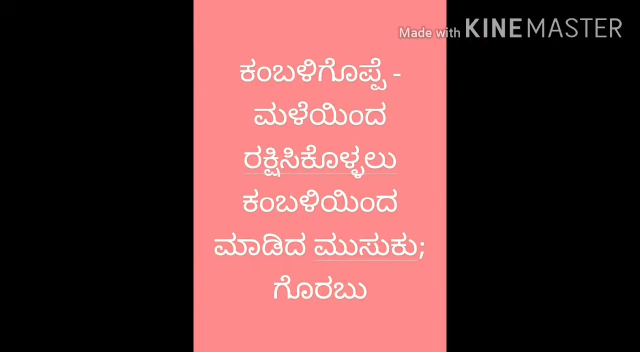 Made with KINEMASTER
ಕಂಬಳಿಗೊಪ್ಪೆ -
ಮಳೆಯಿಂದ
ರಕ್ಷಿಸಿಕೊಳ್ಳಲು
ಕಂಬಳಿಯಿಂದ
ಮಾಡಿದ ಮುಸುಕು;
ಗೊರಬು